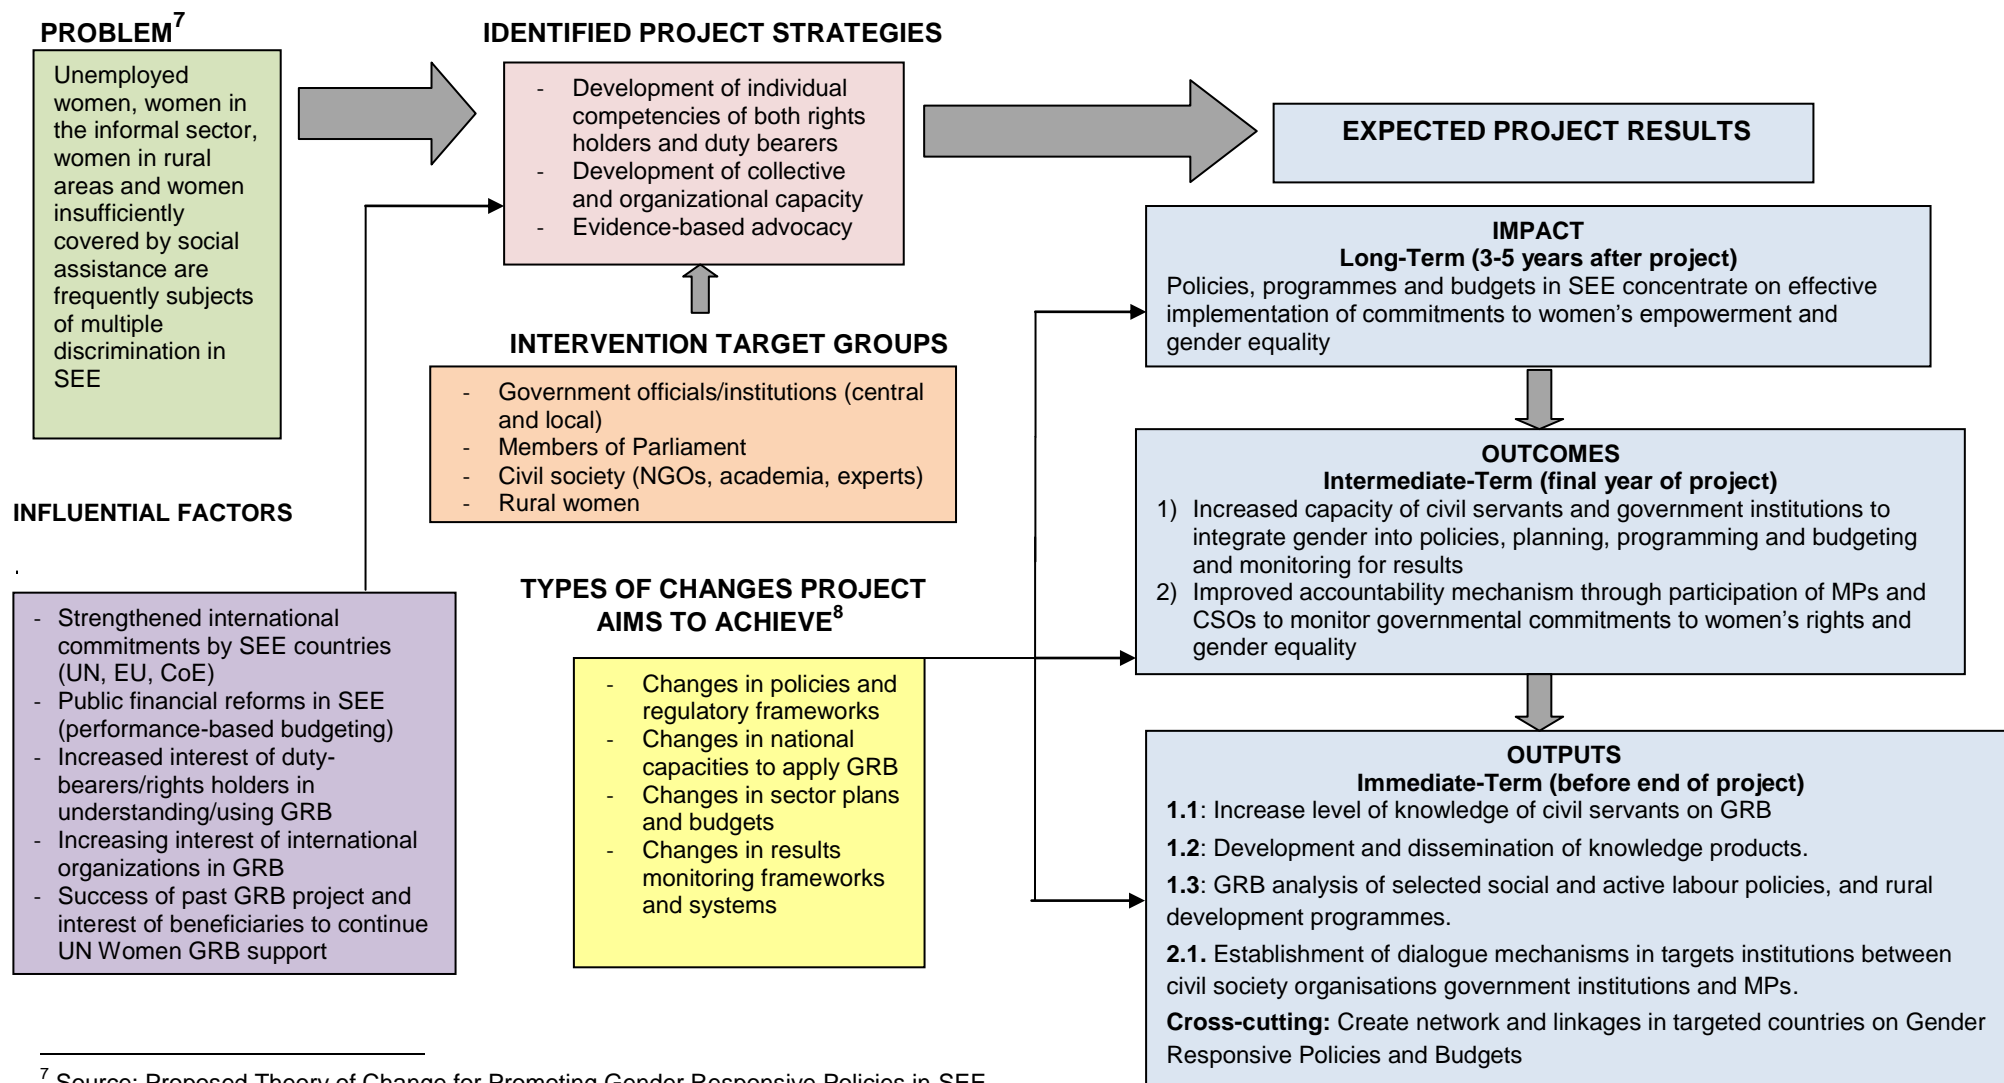 PROBLEM7
Unemployed
women, women in
the informal sector,
women in rural
areas and women
insufficiently
covered by social
assistance are
frequently subjects
of multiple
discrimination in
SEE
IDENTIFIED PROJECT STRATEGIES
- Development of individual
competencies of both rights
holders and duty bearers
- Development of collective
and organizational capacity
- Evidence-based advocacy
INTERVENTION TARGET GROUPS
- Government officials/institutions (central
and local)
- Members of Parliament
- Civil society (NGOs, academia, experts)
- Rural women
INFLUENTIAL FACTORS
.
- Strengthened international
commitments by SEE countries
(UN, EU, CoE)
- Public financial reforms in SEE
(performance-based budgeting)
- Increased interest of duty-
bearers/rights holders in
understanding/using GRB
- Increasing interest of international
organizations in GRB
- Success of past GRB project and
interest of beneficiaries to continue
UN Women GRB support
TYPES OF CHANGES PROJECT
AIMS TO ACHIEVE8
- Changes in policies and
regulatory frameworks
- Changes in national
capacities to apply GRB
- Changes in sector plans
and budgets
- Changes in results
monitoring frameworks
and systems
EXPECTED PROJECT RESULTS
IMPACT
Long-Term (3-5 years after project)
Policies, programmes and budgets in SEE concentrate on effective
implementation of commitments to women's empowerment and
gender equality
OUTCOMES
Intermediate-Term (final year of project)
1) Increased capacity of civil servants and government institutions to
integrate gender into policies, planning, programming and budgeting
and monitoring for results
2) Improved accountability mechanism through participation of MPs and
CSOs to monitor governmental commitments to women's rights and
gender equality
OUTPUTS
Immediate-Term (before end of project)
1.1: Increase level of knowledge of civil servants on GRB
1.2: Development and dissemination of knowledge products.
1.3: GRB analysis of selected social and active labour policies, and rural
development programmes.
2.1. Establishment of dialogue mechanisms in targets institutions between
civil society organisations government institutions and MPs.
Cross-cutting: Create network and linkages in targeted countries on Gender
Responsive Policies and Budgets
7 Source: Proposed Theory of Change for Promoting Gender Responsive Policies in SEE